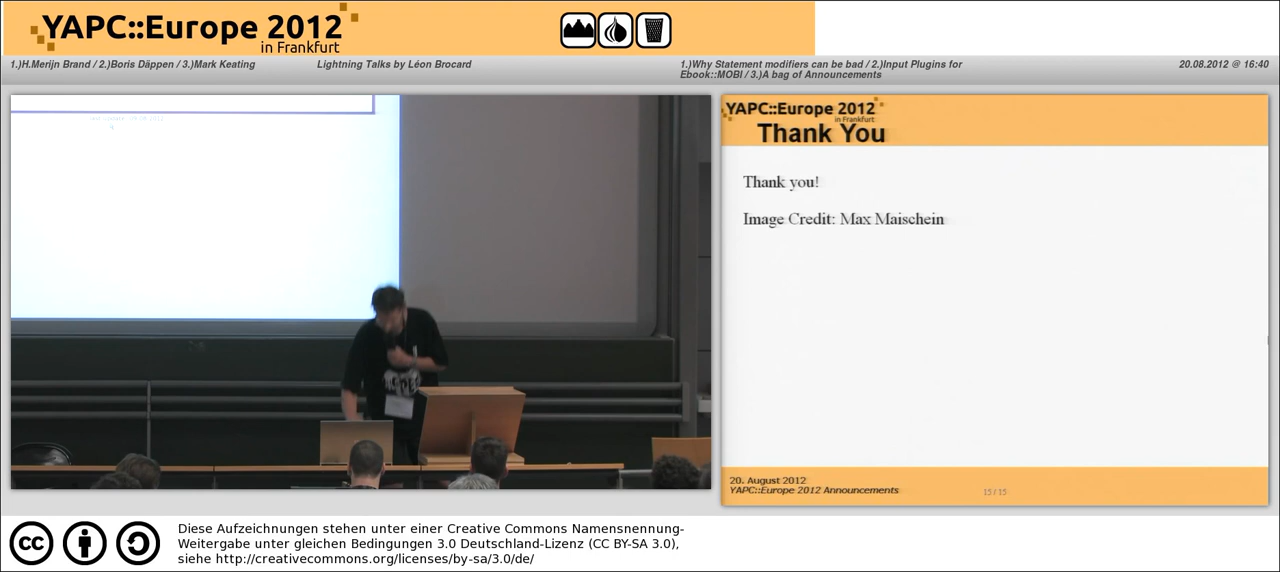 YAPC::Europe 2012
in Frankfurt
1.)H.Merijn Brand / 2.)Boris Däppen / 3.)Mark Keating
Lightning Talks by Léon Brocard
1.)Why Statement modifiers can be bad / 2.)Input Plugins for
Ebook::MOBI / 3.)A bag of Announcements
20.08.2012 @ 16:40
YAPC::Europe 2012
in Frankfurt
Thank You
Thank you!
Image Credit: Max Maischein
20. August 2012
YAPC::Europe 2012 Announcements
15/15
cc
Diese Aufzeichnungen stehen unter einer Creative Commons Namensnennung-
Weitergabe unter gleichen Bedingungen 3.0 Deutschland-Lizenz (CC BY-SA 3.0),
siehe http://creativecommons.org/licenses/by-sa/3.0/de/